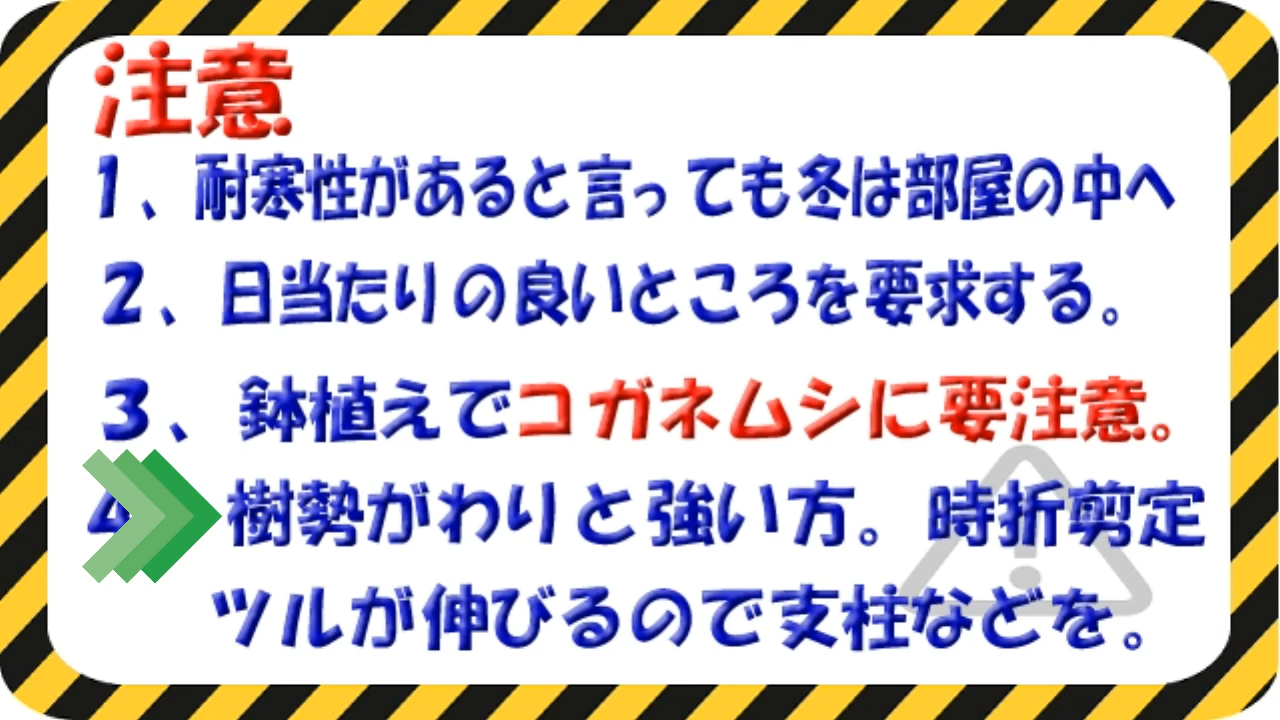 注意
1、耐寒性があると言っても冬は部屋の中へ
2、日当たりの良いところを要求する。
3、鉢植えでコガネムシに要注意。
4 樹勢がわりと強い方。時折剪定
ツルが伸びるので支柱などを。